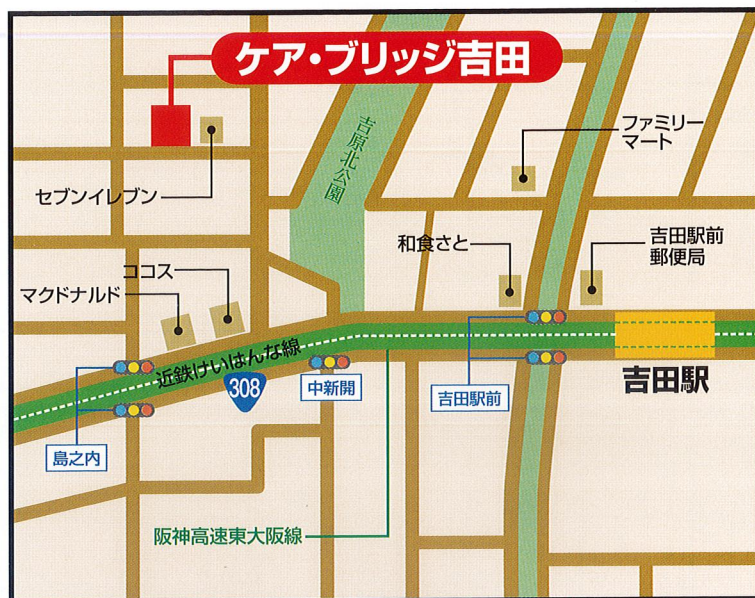 ケア・ブリッジ吉田
吉原北公園
ファミリー
マート
セブンイレブン
和食さと
吉田駅前
郵便局
ココス
マクドナルド
近鉄けいはんな線
308
中新開
吉田駅前
吉田駅
島之内
阪神高速東大阪線